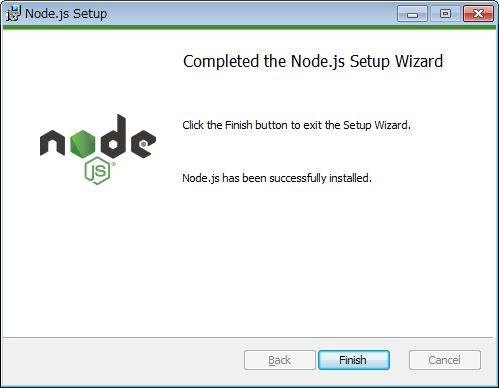 Node.js Setup
Completed the Node.js Setup Wizard
Click the Finish button to exit the Setup Wizard.
node
JS®
Node.js has been successfully installed.
Back
Finish
Cancel